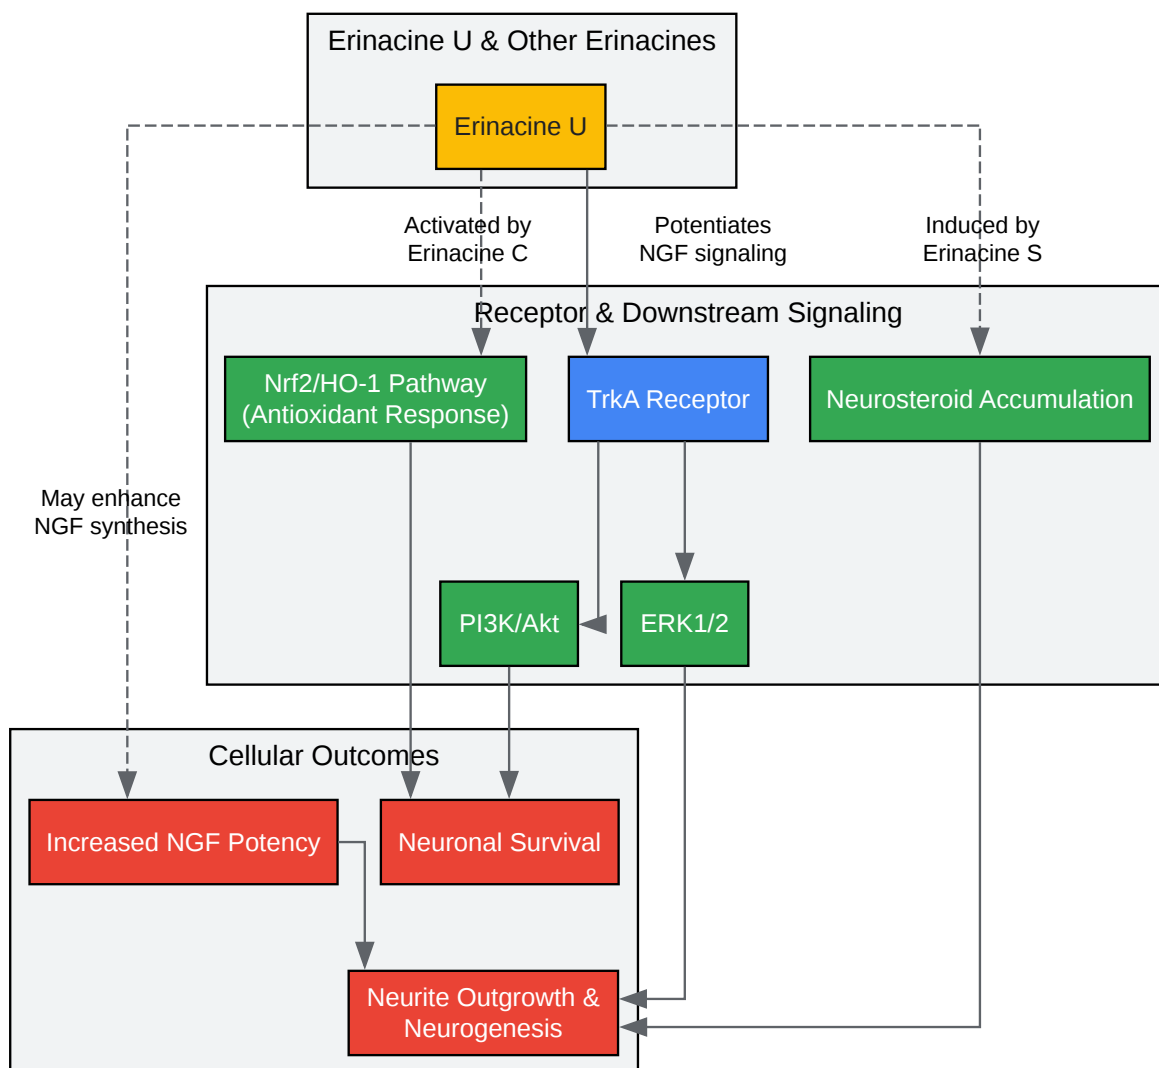 Erinacine U & Other Erinacines
Erinacine U
Activated by
Erinacine C
Potentiates
NGF signaling
Induced by
Erinacine S
Receptor & Downstream Signaling
Nrf2/HO-1 Pathway
(Antioxidant Response)
TrkA Receptor
Neurosteroid Accumulation
May enhance
NGF synthesis
PI3K/Akt
ERK1/2
Cellular Outcomes
Increased NGF Potency
Neuronal Survival
Neurite Outgrowth &
Neurogenesis